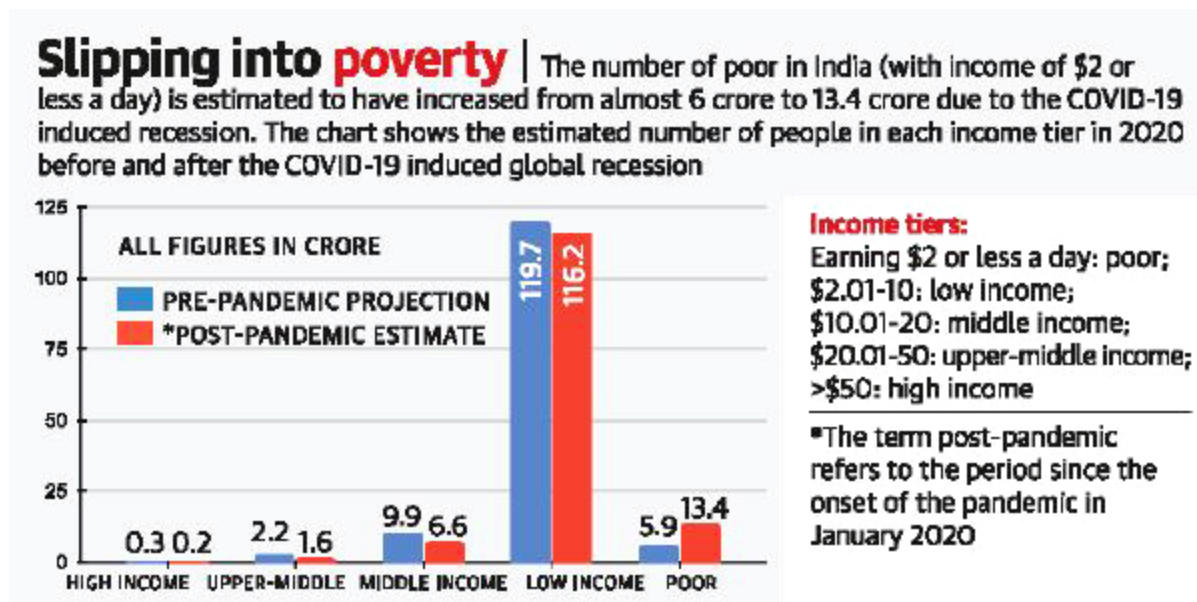 Slipping into poverty | The number of poor in India (with income of $2 or
less a day) is estimated to have increased from almost 6 crore to 13.4 crore due to the COVID-19
induced recession. The chart shows the estimated number of people in each income tier in 2020
before and after the COVID-19 induced global recession
125
ALL FIGURES IN CRORE
100
PRE-PANDEMIC PROJECTION
*POST-PANDEMIC ESTIMATE
75
50
25
0
0.3 0.2
2.2 1.6
9.9 6.6
119.7 116.2
5.9 13.4
HIGH INCOME UPPER-MIDDLE MIDDLE INCOME LOW INCOME POOR
Income tiers:
Earning $2 or less a day: poor;
$2.01-10: low income;
$10.01-20: middle income;
$20.01-50: upper-middle income;
>$50: high income
*The term post-pandemic
refers to the period since the
onset of the pandemic in
January 2020